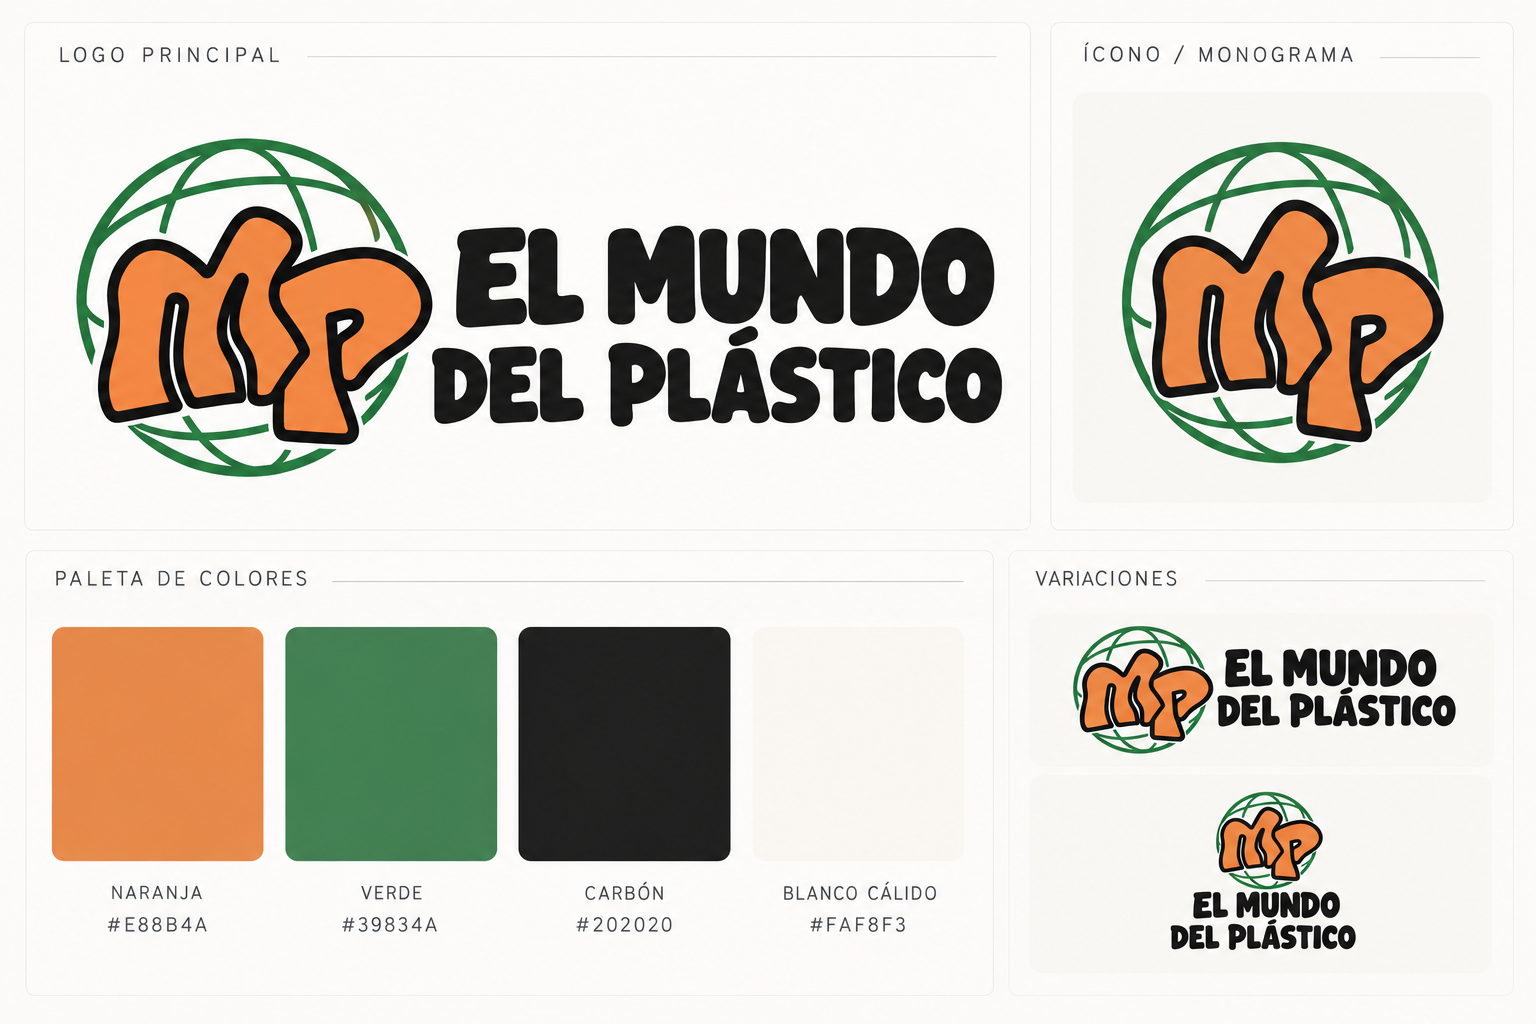 LOGO PRINCIPAL
MP
EL MUNDO
DEL PLÁSTICO
ÍCONO / MONOGRAMA
MP
PALETA DE COLORES
NARANJA
#E88B4A
VERDE
#39834A
CARBÓN
#202020
BLANCO CÁLIDO
#FAF8F3
VARIACIONES
MP
EL MUNDO
DEL PLÁSTICO
MP
EL MUNDO
DEL PLÁSTICO